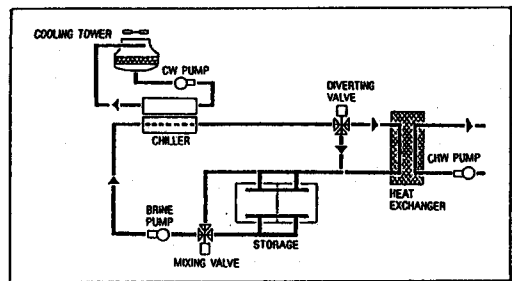 COOLING TOWER
CW PUMP
DIVERTING
VALVE
CHILLER
CHW PUMP
HEAT
EXCHANGER
BRINE
PUMP
STORAGE
MIXING VALVE